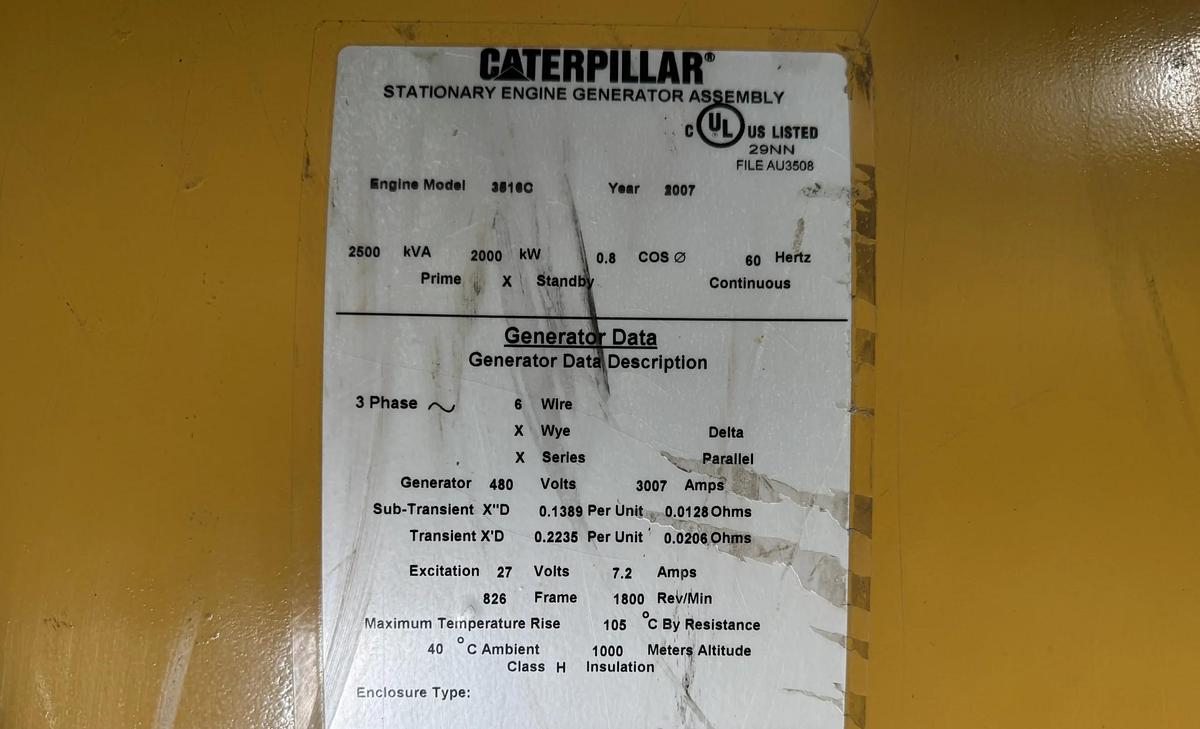 CATERPILLAR®
STATIONARY ENGINE GENERATOR ASSEMBLY
C UL ® US LISTED
29NN
FILE AU3508
Engine Model 3516C Year 2007
2500 kVA 2000 kW 0.8 COS Ø 60 Hertz
Prime X Standby Continuous
Generator Data
Generator Data Description
3 Phase ~ 6 Wire
X Wye Delta
X Series Parallel
Generator 480 Volts 3007 Amps
Sub-Transient X"D 0.1389 Per Unit 0.0128 Ohms
Transient X'D 0.2235 Per Unit 0.0206 Ohms
Excitation 27 Volts 7.2 Amps
826 Frame 1800 Rev/Min
Maximum Temperature Rise 105 °C By Resistance
40 °C Ambient 1000 Meters Altitude
Class H Insulation
Enclosure Type: